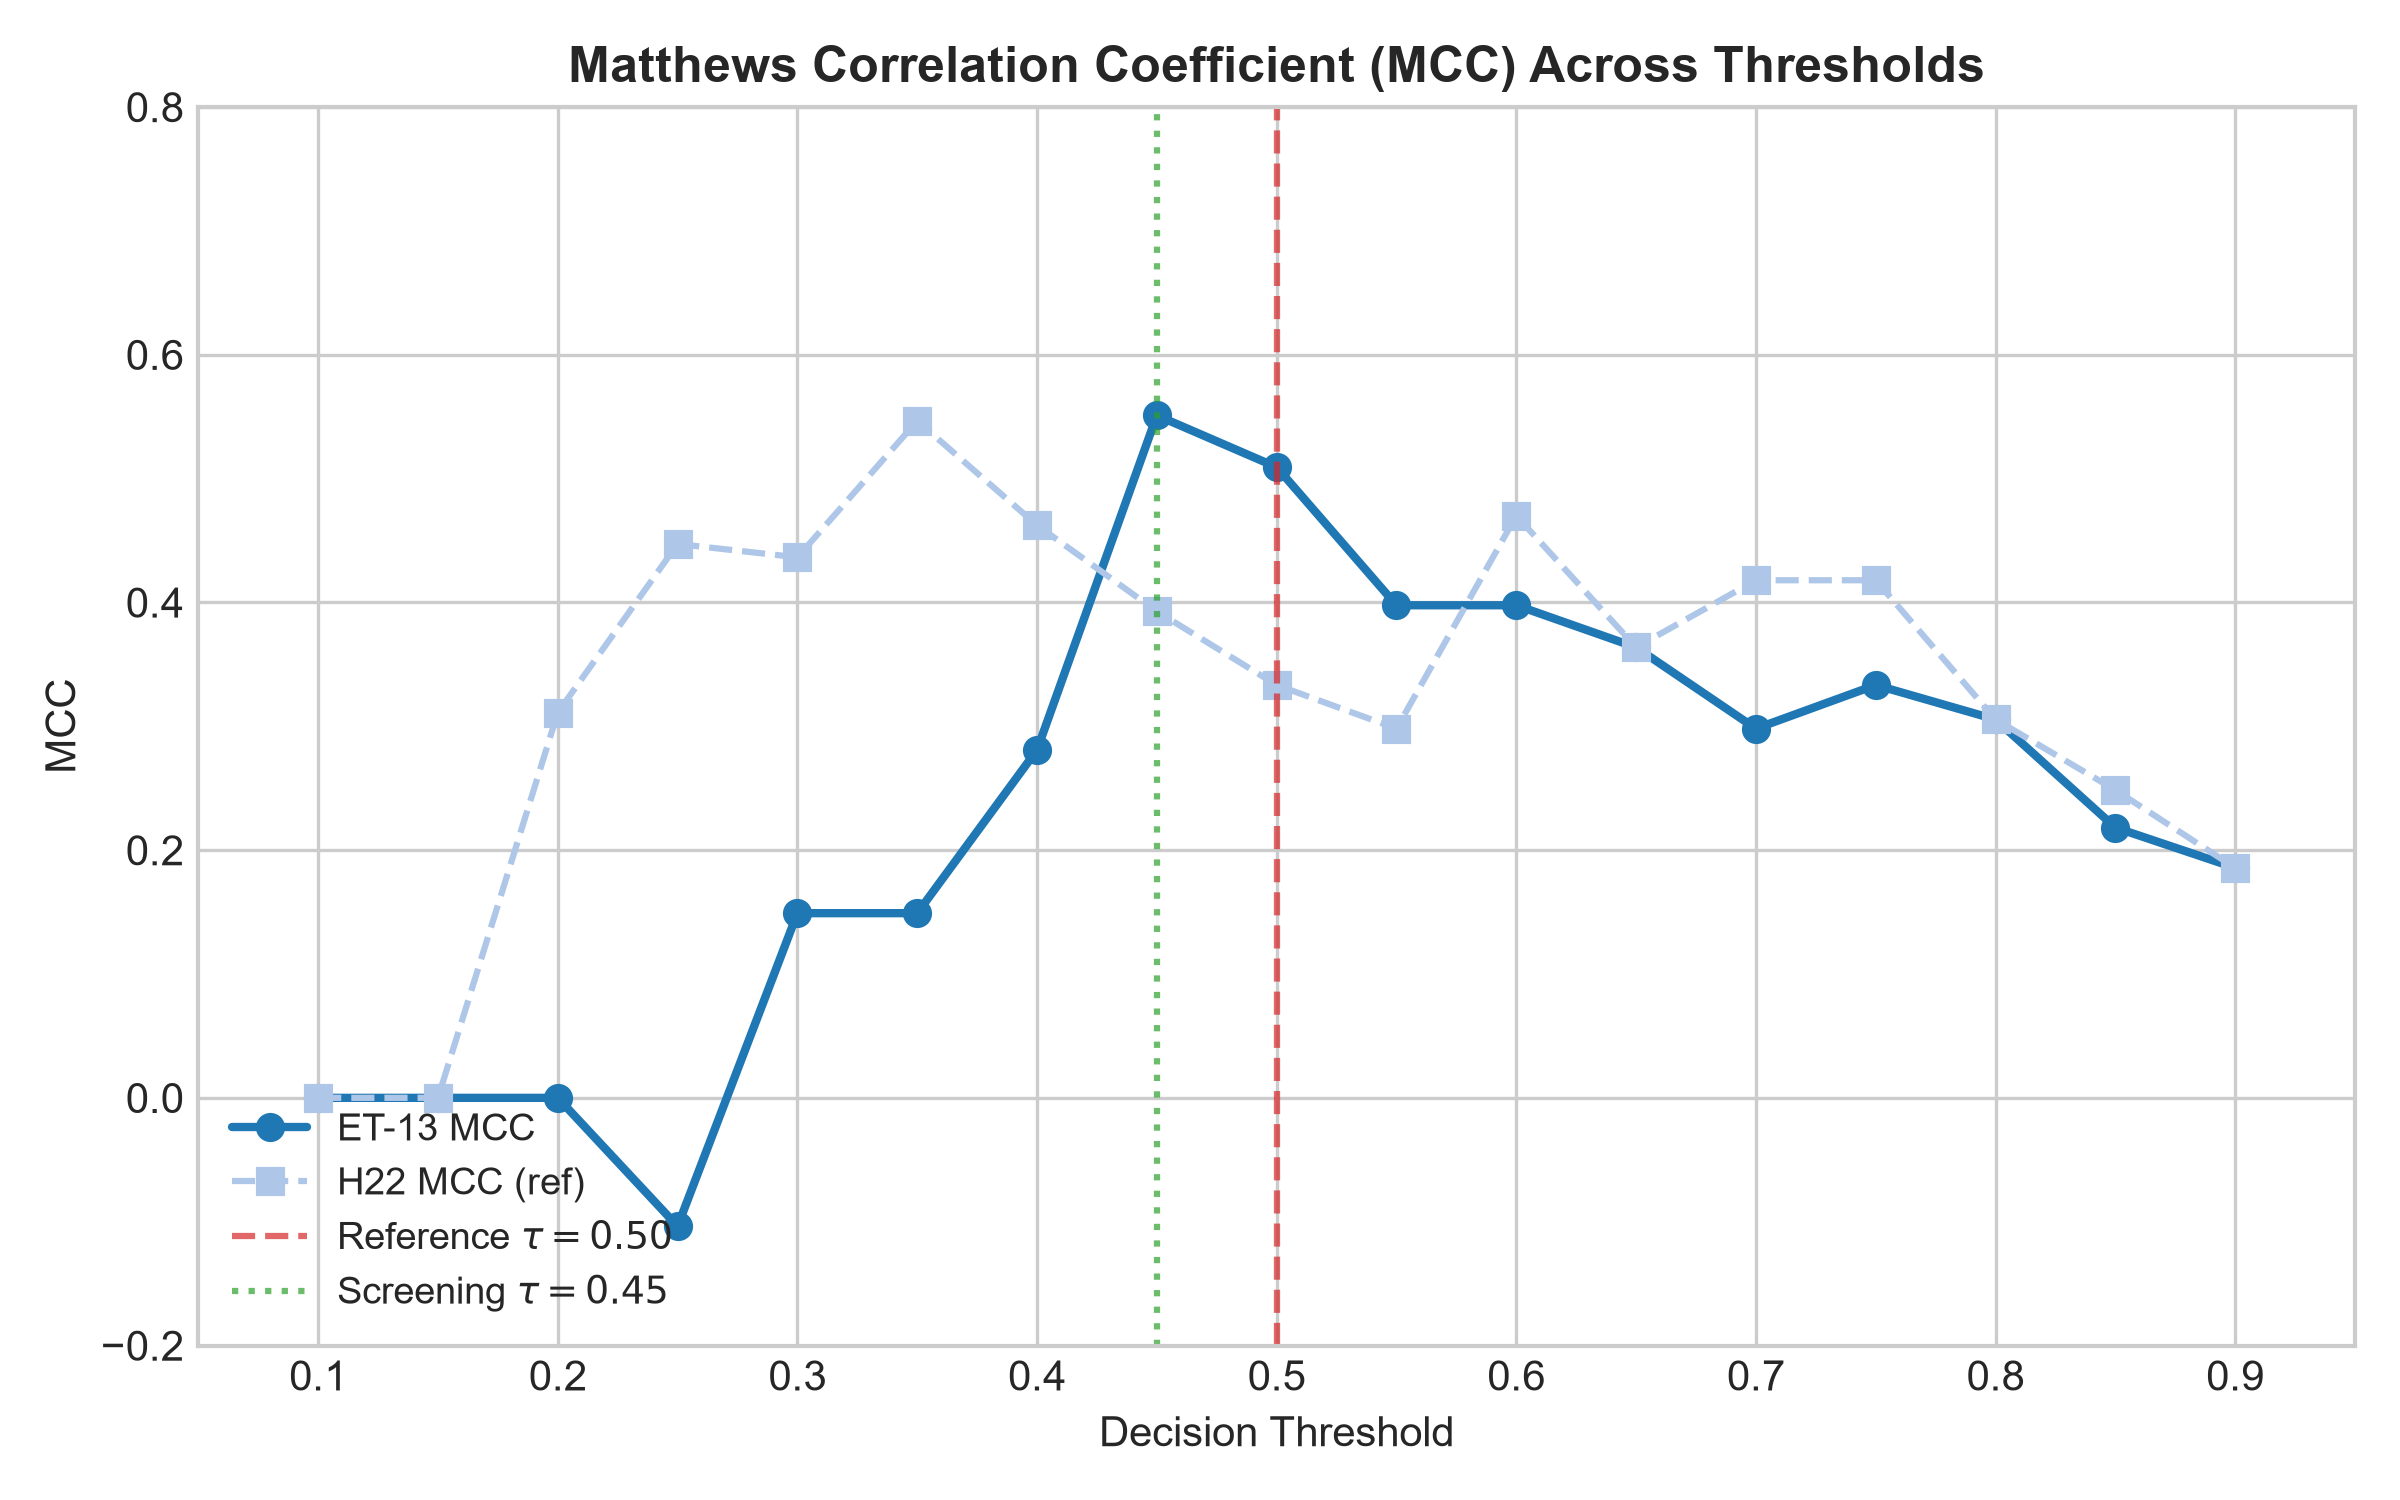 Matthews Correlation Coefficient (MCC) Across Thresholds
0.8
0.6
0.4
0.2
0.0
−0.2
MCC
ET-13 MCC
H22 MCC (ref)
Reference τ = 0.50
Screening τ = 0.45
0.1 0.2 0.3 0.4 0.5 0.6 0.7 0.8 0.9
Decision Threshold